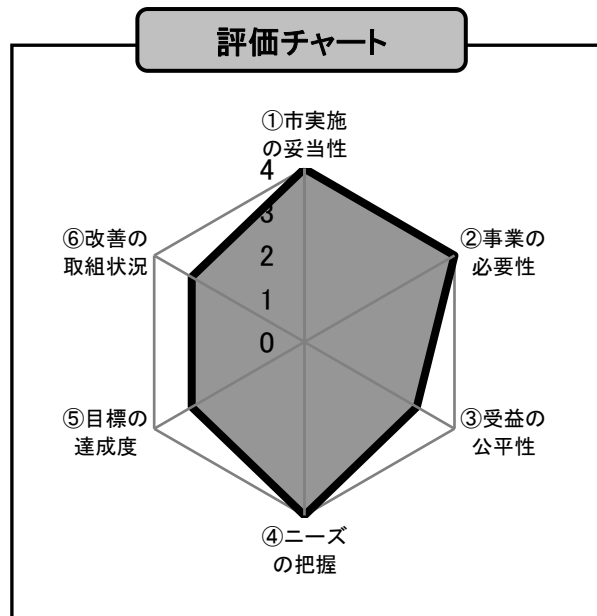 評価チャート
①市実施
の妥当性
4
3
2
1
0
②事業の
必要性
③受益の
公平性
④ニーズ
の把握
⑤目標の
達成度
⑥改善の
取組状況